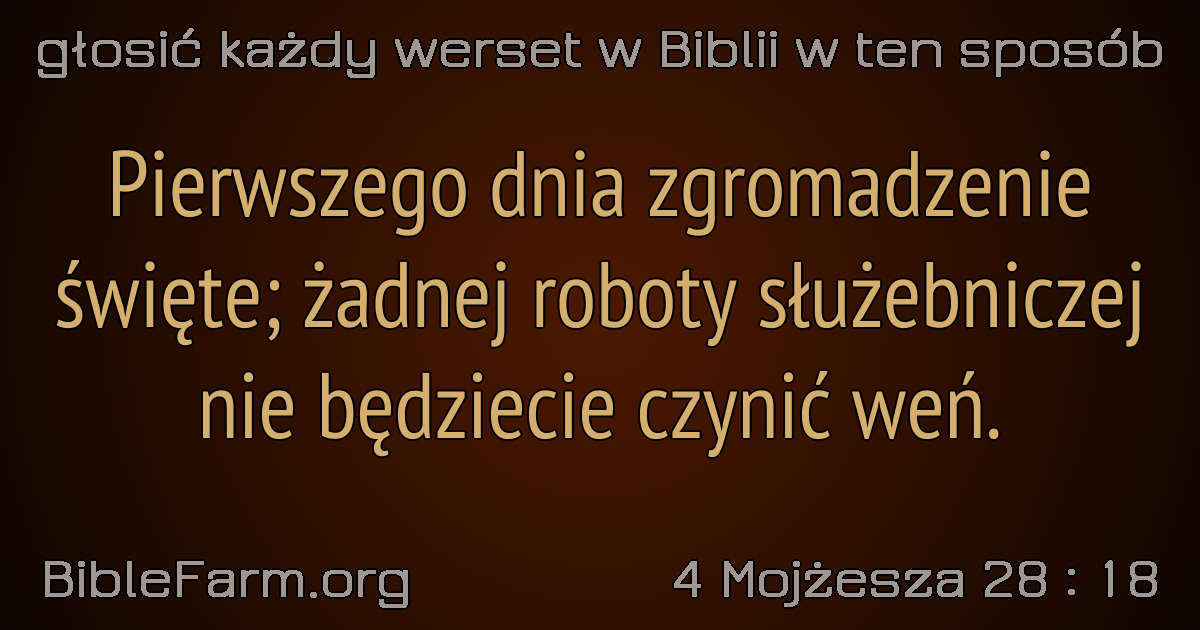 głosić każdy werset w Biblii w ten sposób
Pierwszego dnia zgromadzenie
święte; żadnej roboty służebniczej
nie będziecie czynić weń.
BibleFarm.org
4 Mojżesza 28 : 18